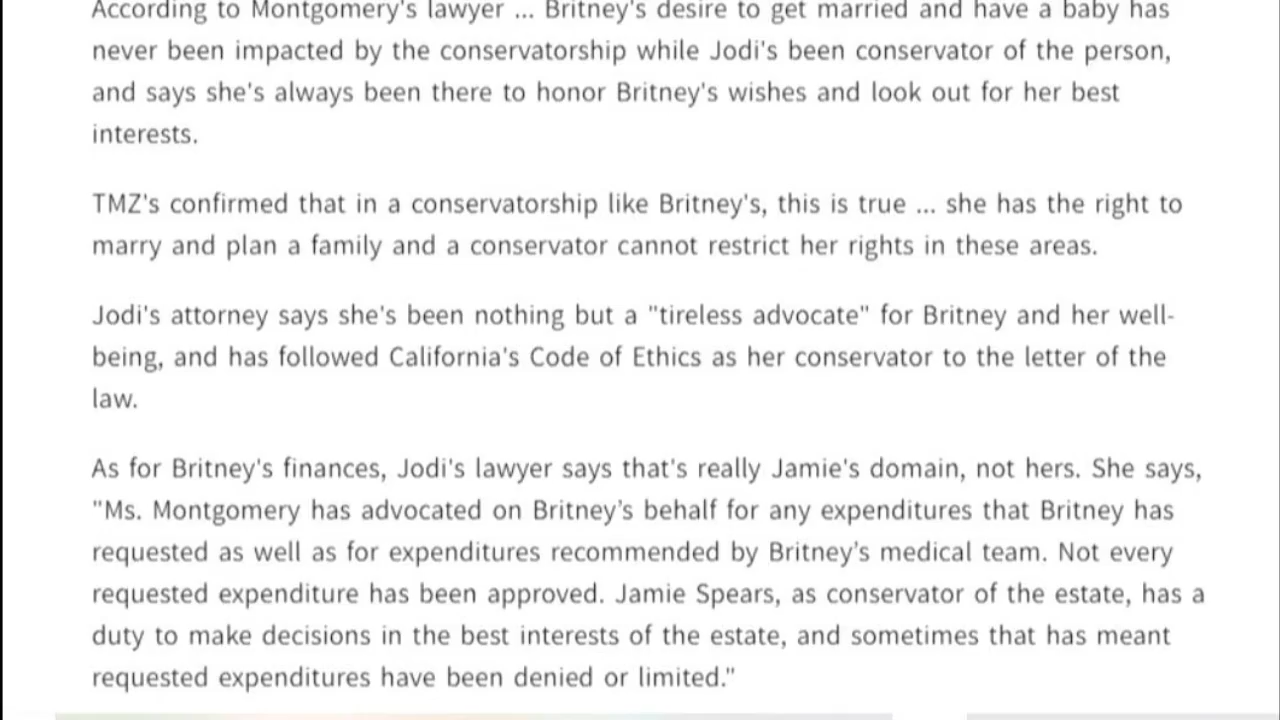 According to Montgomery's lawyer ... Britney's desire to get married and have a baby has
never been impacted by the conservatorship while Jodi's been conservator of the person,
and says she's always been there to honor Britney's wishes and look out for her best
interests.
TMZ's confirmed that in a conservatorship like Britney's, this is true ... she has the right to
marry and plan a family and a conservator cannot restrict her rights in these areas.
Jodi's attorney says she's been nothing but a "tireless advocate" for Britney and her well-
being, and has followed California's Code of Ethics as her conservator to the letter of the
law.
As for Britney's finances, Jodi's lawyer says that's really Jamie's domain, not hers. She says,
"Ms. Montgomery has advocated on Britney’s behalf for any expenditures that Britney has
requested as well as for expenditures recommended by Britney’s medical team. Not every
requested expenditure has been approved. Jamie Spears, as conservator of the estate, has a
duty to make decisions in the best interests of the estate, and sometimes that has meant
requested expenditures have been denied or limited."